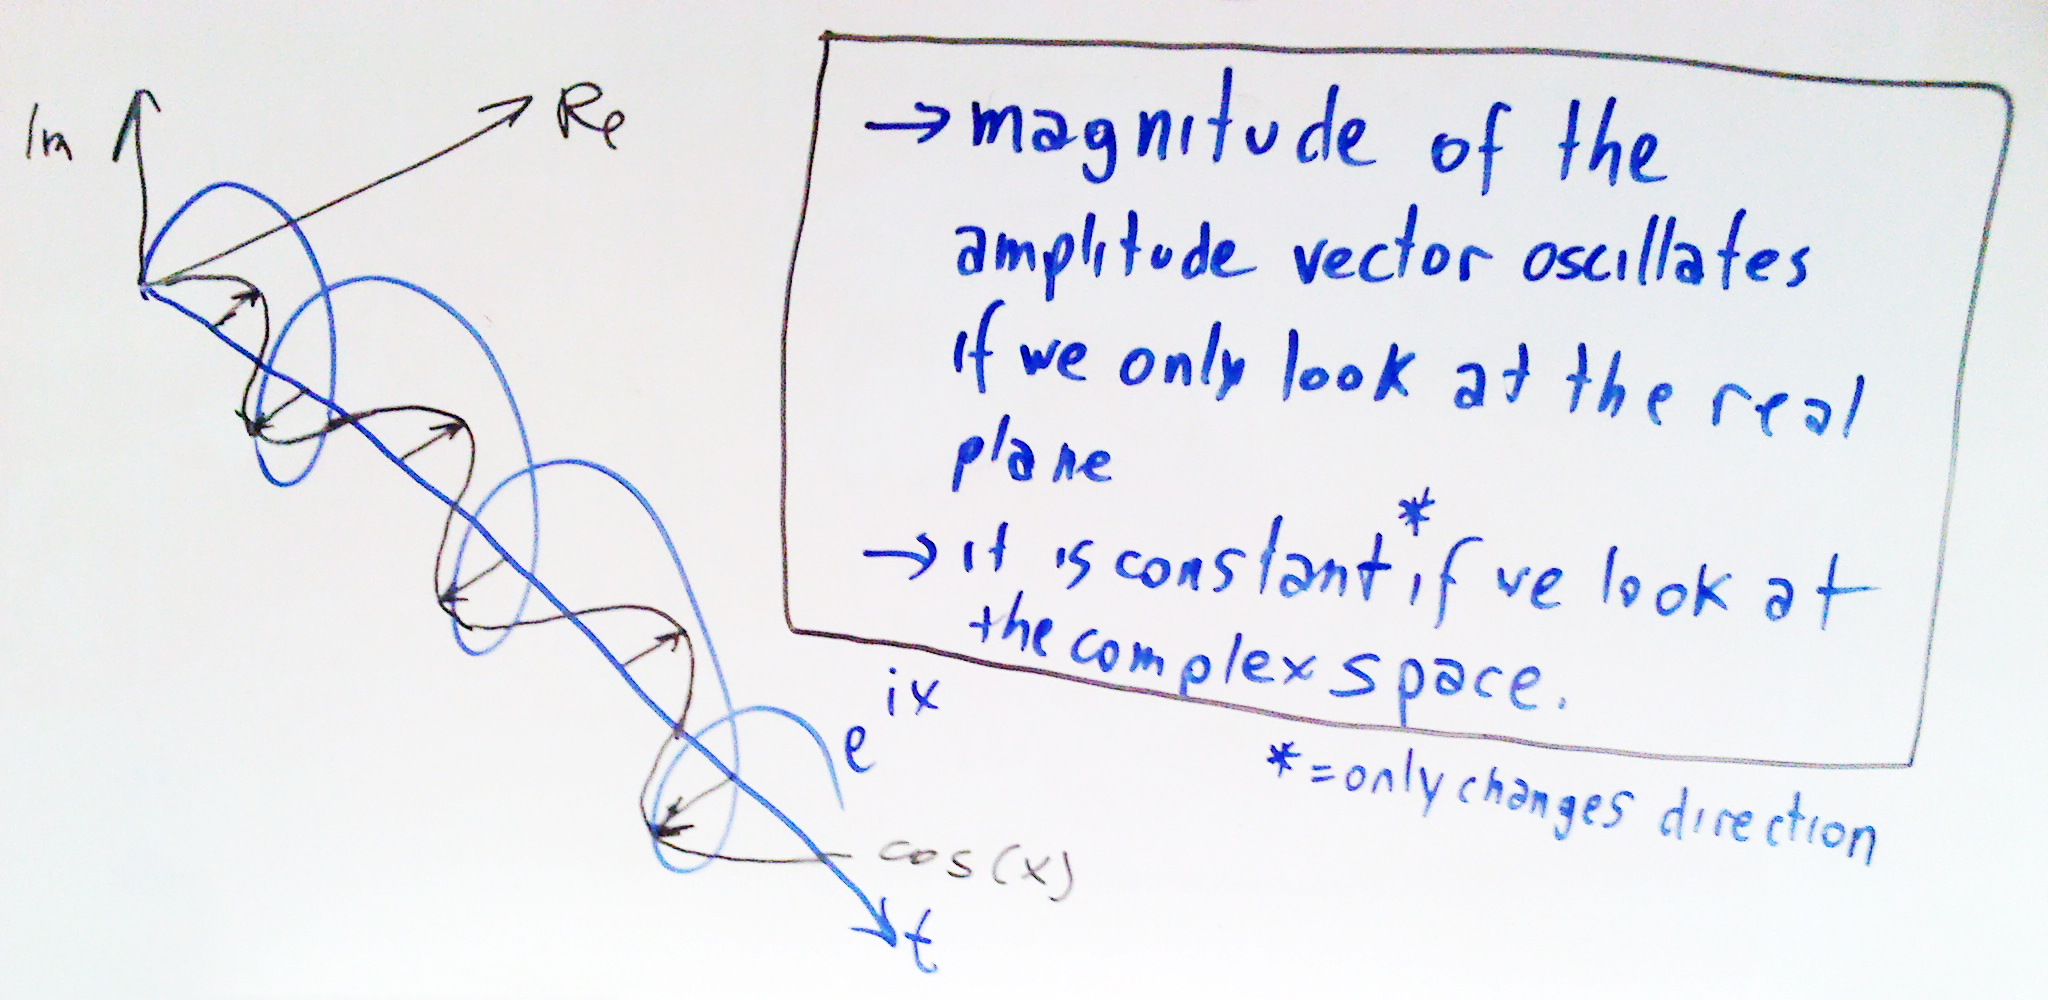 Im
Re
→ magnitude of the
amplitude vector oscillates
if we only look at the real
plane
→ it is constant* if we look at
the complex space.
e^ix
*=only changes direction
cos(x)
t